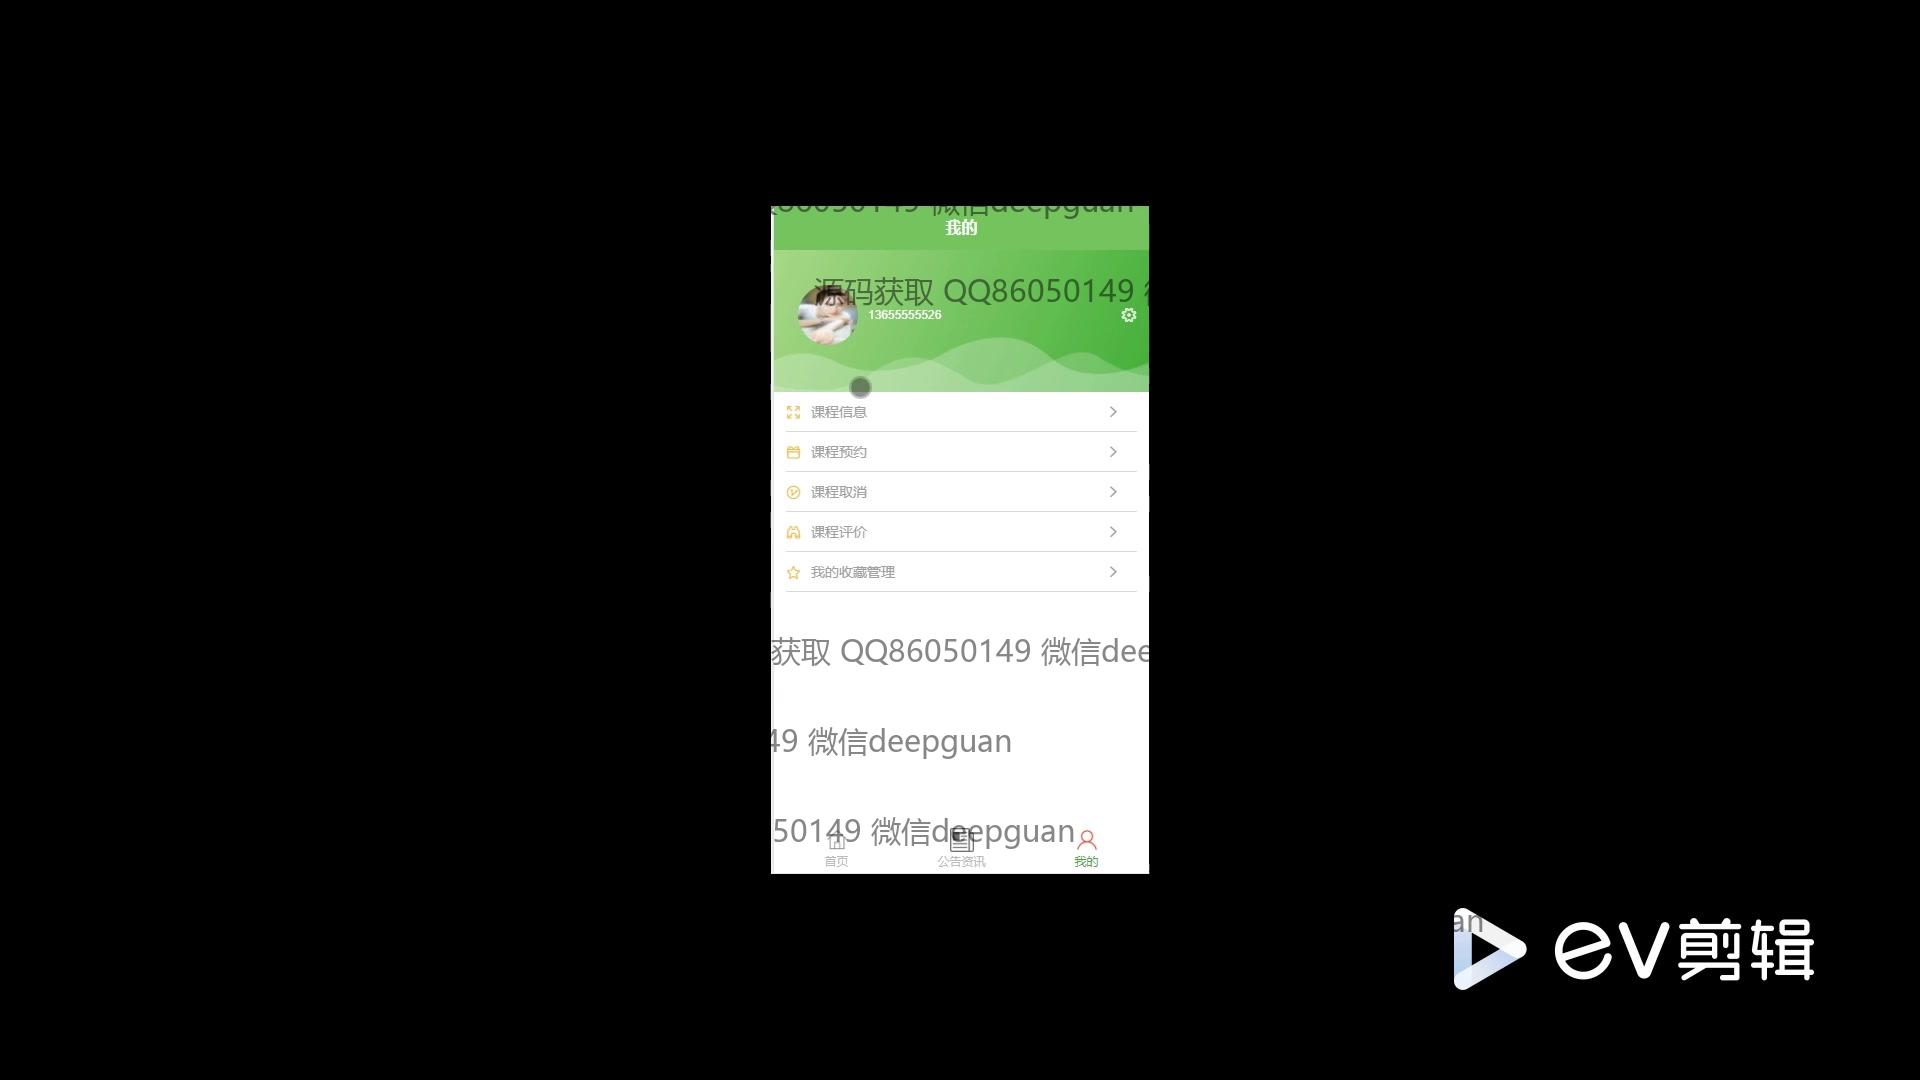 Q86050149 微信deepguan
我的
源码获取 QQ86050149
13655555526
课程信息
课程预约
课程取消
课程评价
我的收藏管理
获取 QQ86050149 微信dee
49 微信deepguan
50149 微信deepguan
首页
公告资讯
我的
an
ev剪辑